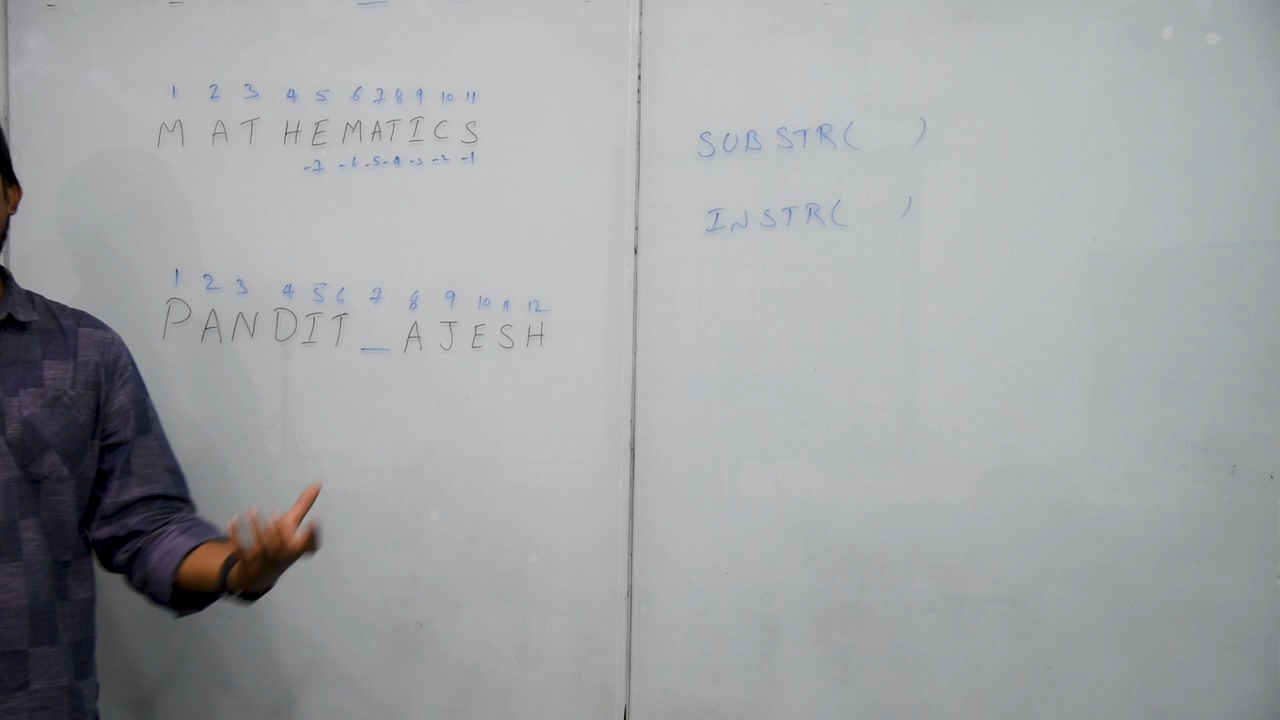 1 2 3 4 5 6 7 8 9 10 11
MATHEMATICS
-7 -6 -5 -4 -3 -2 -1
1 2 3 4 5 6 7 8 9 10 11 12
PANDIT_AJESH
SUBSTR( )
INSTR( )